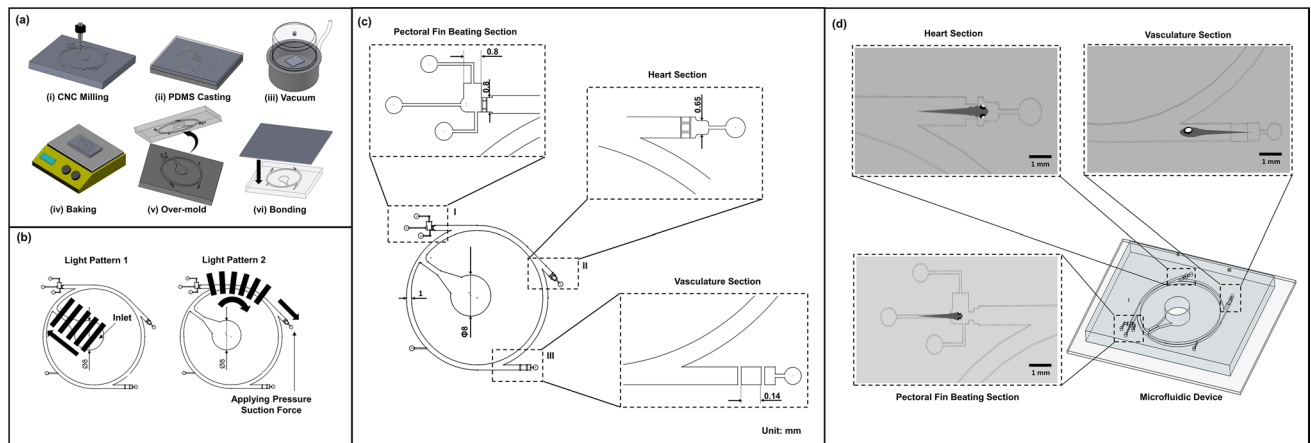 (a)
(i) CNC Milling
(ii) PDMS Casting
(iii) Vacuum
(iv) Baking
(v) Over-mold
(vi) Bonding
(b)
Light Pattern 1
Light Pattern 2
Inlet
Ø8
Ø8
Applying Pressure
Suction Force
(c)
Pectoral Fin Beating Section
0.8
0.8
Heart Section
0.65
I
II
1
Φ8
III
Vasculature Section
0.14
Unit: mm
(d)
Heart Section
1 mm
Vasculature Section
1 mm
1 mm
Pectoral Fin Beating Section
Microfluidic Device